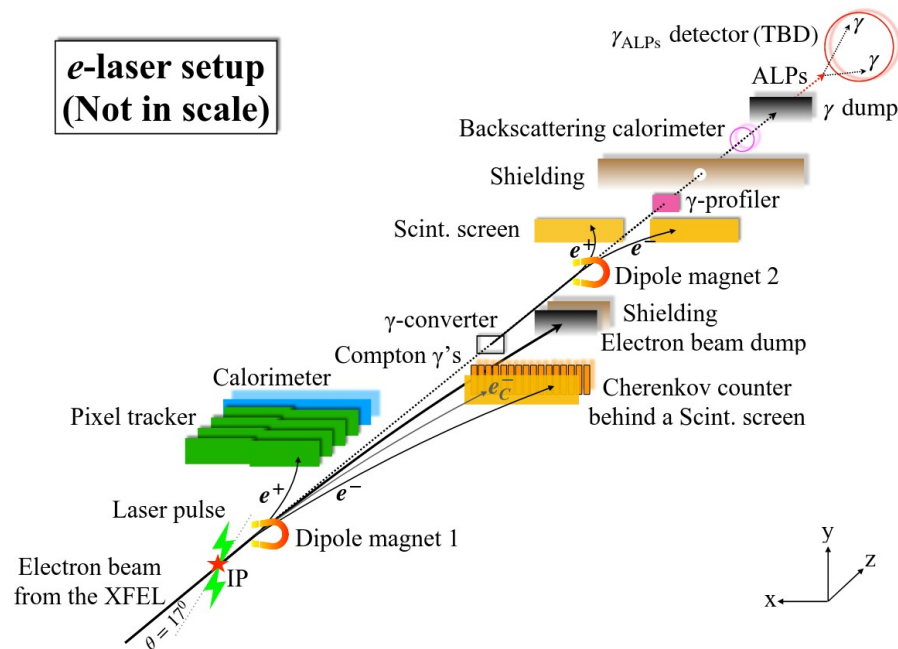 e-laser setup
(Not in scale)
γALPs detector (TBD)
γ
γ
ALPs
γ dump
Backscattering calorimeter
Shielding
γ-profiler
Scint. screen
e+
e−
Dipole magnet 2
γ-converter
Shielding
Compton γ's
Electron beam dump
Calorimeter
eC−
Cherenkov counter
behind a Scint. screen
Pixel tracker
e+
e−
Laser pulse
Dipole magnet 1
Electron beam
from the XFEL
IP
θ = 17⁰
y
z
x